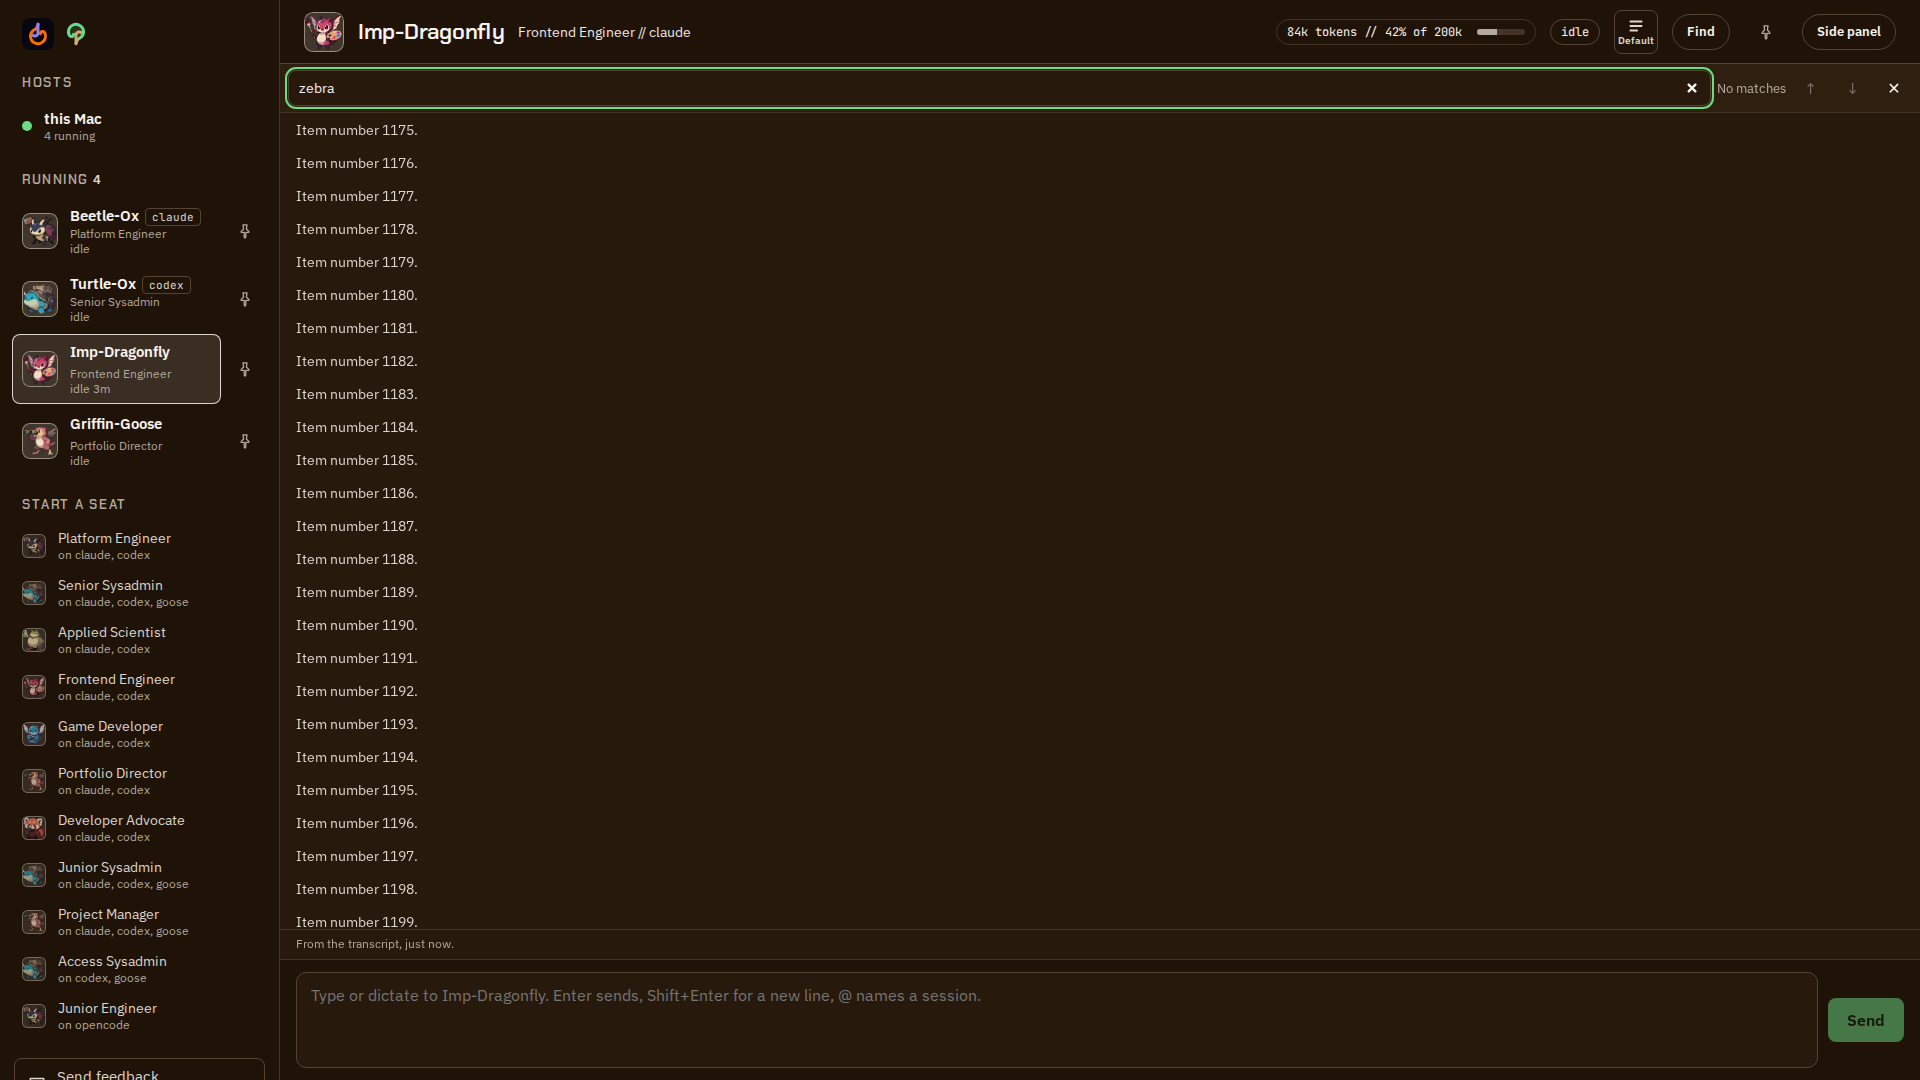 HOSTS
this Mac
4 running
RUNNING 4
Beetle-Ox claude
Platform Engineer
idle
Turtle-Ox codex
Senior Sysadmin
idle
Imp-Dragonfly
Frontend Engineer
idle 3m
Griffin-Goose
Portfolio Director
idle
START A SEAT
Platform Engineer
on claude, codex
Senior Sysadmin
on claude, codex, goose
Applied Scientist
on claude, codex
Frontend Engineer
on claude, codex
Game Developer
on claude, codex
Portfolio Director
on claude, codex
Developer Advocate
on claude, codex
Junior Sysadmin
on claude, codex, goose
Project Manager
on claude, codex, goose
Access Sysadmin
on codex, goose
Junior Engineer
on opencode
Send feedback
Imp-Dragonfly Frontend Engineer // claude
84k tokens // 42% of 200k
idle
Default
Find
Side panel
zebra
No matches
Item number 1175.
Item number 1176.
Item number 1177.
Item number 1178.
Item number 1179.
Item number 1180.
Item number 1181.
Item number 1182.
Item number 1183.
Item number 1184.
Item number 1185.
Item number 1186.
Item number 1187.
Item number 1188.
Item number 1189.
Item number 1190.
Item number 1191.
Item number 1192.
Item number 1193.
Item number 1194.
Item number 1195.
Item number 1196.
Item number 1197.
Item number 1198.
Item number 1199.
From the transcript, just now.
Type or dictate to Imp-Dragonfly. Enter sends, Shift+Enter for a new line, @ names a session.
Send